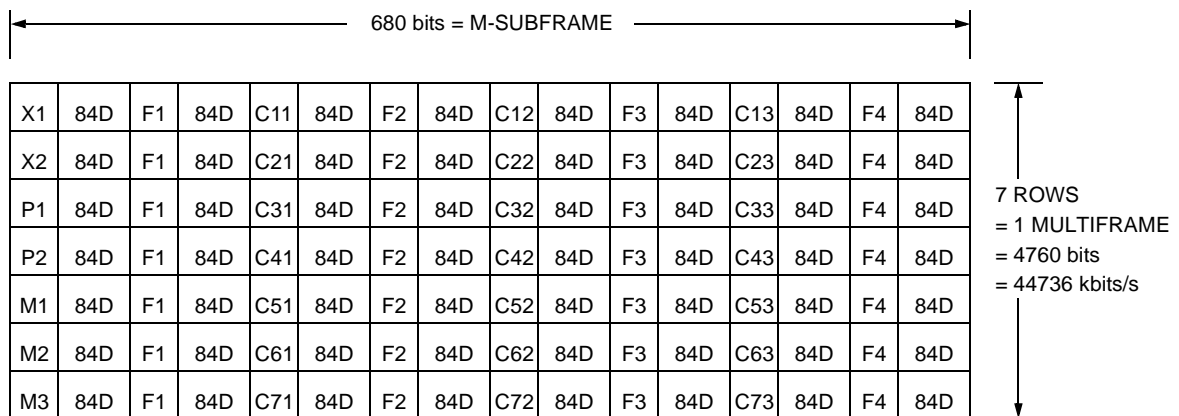 680 bits = M-SUBFRAME
X1 84D F1 84D C11 84D F2 84D C12 84D F3 84D C13 84D F4 84D
X2 84D F1 84D C21 84D F2 84D C22 84D F3 84D C23 84D F4 84D
P1 84D F1 84D C31 84D F2 84D C32 84D F3 84D C33 84D F4 84D
P2 84D F1 84D C41 84D F2 84D C42 84D F3 84D C43 84D F4 84D
M1 84D F1 84D C51 84D F2 84D C52 84D F3 84D C53 84D F4 84D
M2 84D F1 84D C61 84D F2 84D C62 84D F3 84D C63 84D F4 84D
M3 84D F1 84D C71 84D F2 84D C72 84D F3 84D C73 84D F4 84D
7 ROWS
= 1 MULTIFRAME
= 4760 bits
= 44736 kbits/s